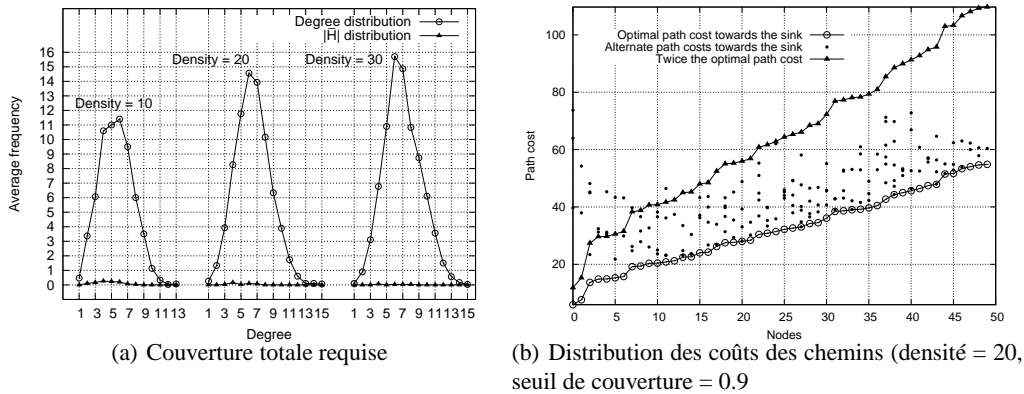 Degree distribution
|H| distribution
Density = 10
Density = 20
Density = 30
16
15
14
13
12
11
10
9
8
7
6
5
4
3
2
1
0
Average frequency
1 3 5 7 9 11 13 1 3 5 7 9 11 13 15 1 3 5 7 9 11 13 15
Degree
(a) Couverture totale requise
Optimal path cost towards the sink
Alternate path costs towards the sink
Twice the optimal path cost
100
80
60
40
20
Path cost
0 5 10 15 20 25 30 35 40 45 50
Nodes
(b) Distribution des coûts des chemins (densité = 20,
seuil de couverture = 0.9